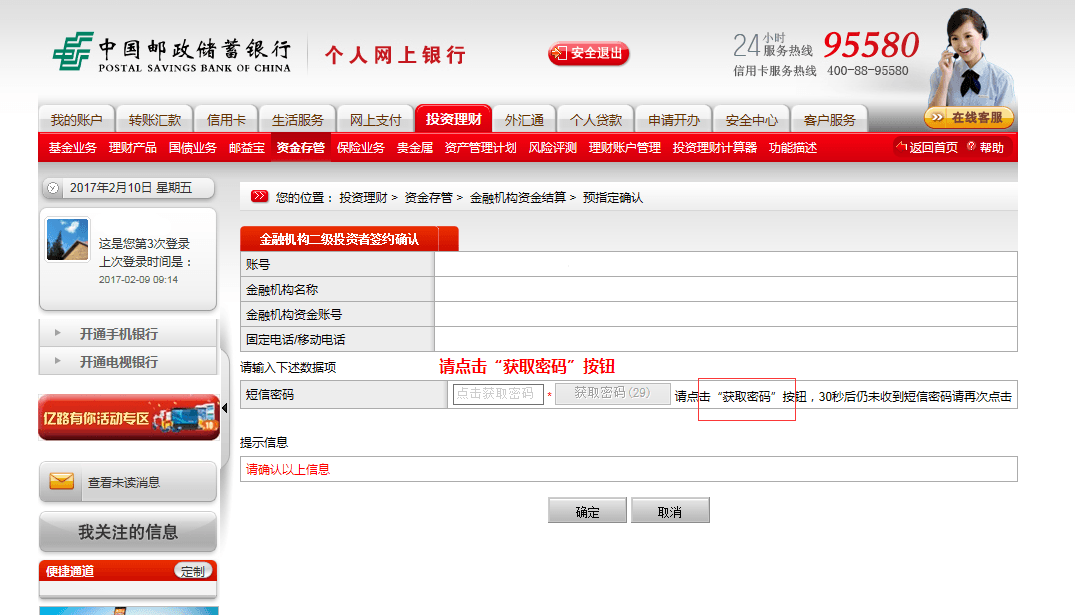 中国邮政储蓄银行
POSTAL SAVINGS BANK OF CHINA
个人网上银行
安全退出
24小时服务热线 95580
信用卡服务热线 400-88-95580
在线客服
我的账户 转账汇款 信用卡 生活服务 网上支付 投资理财 外汇通 个人贷款 申请开办 安全中心 客户服务
基金业务 理财产品 国债业务 邮益宝 资金存管 保险业务 贵金属 资产管理计划 风险评测 理财账户管理 投资理财计算器 功能描述 返回首页 帮助
2017年2月10日 星期五
这是您第3次登录
上次登录时间是：
2017-02-09 09:14
开通手机银行
开通电视银行
亿路有你活动专区
查看未读消息
我关注的信息
便捷通道 定制
您的位置： 投资理财 > 资金存管 > 金融机构资金结算 > 预指定确认
金融机构二级投资者签约确认
账号
金融机构名称
金融机构资金账号
固定电话/移动电话
请输入下述数据项
请点击“获取密码”按钮
短信密码 点击获取密码 * 获取密码(29) 请点击“获取密码”按钮，30秒后仍未收到短信密码请再次点击
提示信息
请确认以上信息
确定 取消